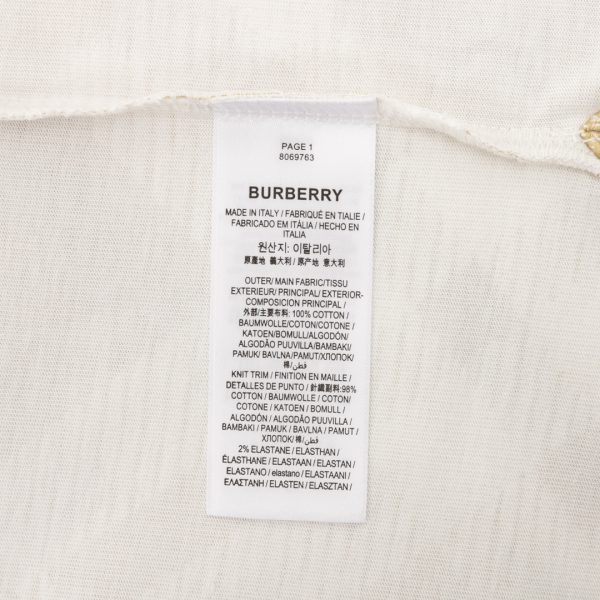 PAGE 1
8069763
BURBERRY
MADE IN ITALY / FABRIQUÉ EN TIALIE /
FABRICADO EM ITÁLIA / HECHO EN
ITALIA
원산지: 이탈리아
原產地 義大利 / 原产地 意大利
OUTER/ MAIN FABRIC/TISSU
EXTERIEUR/ PRINCIPAL/ EXTERIOR-
COMPOSICION PRINCIPAL /
外部/主要布料: 100% COTTON /
BAUMWOLLE/COTON/COTONE /
KATOEN/BOMULL/ALGODÓN/
ALGODÃO PUUVILLA/BAMBAKI/
PAMUK/ BAVLNA/PAMUT/ХЛОПОК/
棉/قطن/
KNIT TRIM / FINITION EN MAILLE /
DETALLES DE PUNTO / 針織副料:98%
COTTON / BAUMWOLLE / COTON/
COTONE / KATOEN / BOMULL /
ALGODÓN / ALGODÃO PUUVILLA /
BAMBAKI / PAMUK / BAVLNA / PAMUT /
ХЛОПОК/棉/قطن/
2% ELASTANE / ELASTHAN /
ÉLASTHANE / ELASTAAN / ELASTAN /
ELASTANO / elastano / ELASTAANI /
ΕΛΑΣΤΑΝΗ / ELASTEN / ELASZTAN /